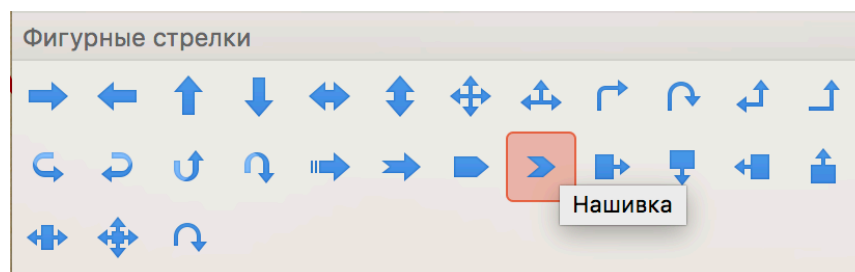 Фигурные стрелки
Нашивка